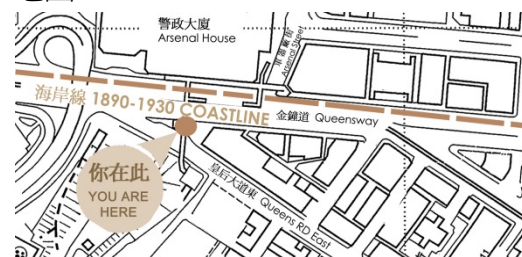 警政大廈
Arsenal House
軍器廠街
Arsenal Street
海岸線 1890-1930 COASTLINE
金鐘道 Queensway
你在此
YOU ARE
HERE
皇后大道東 Queens RD East